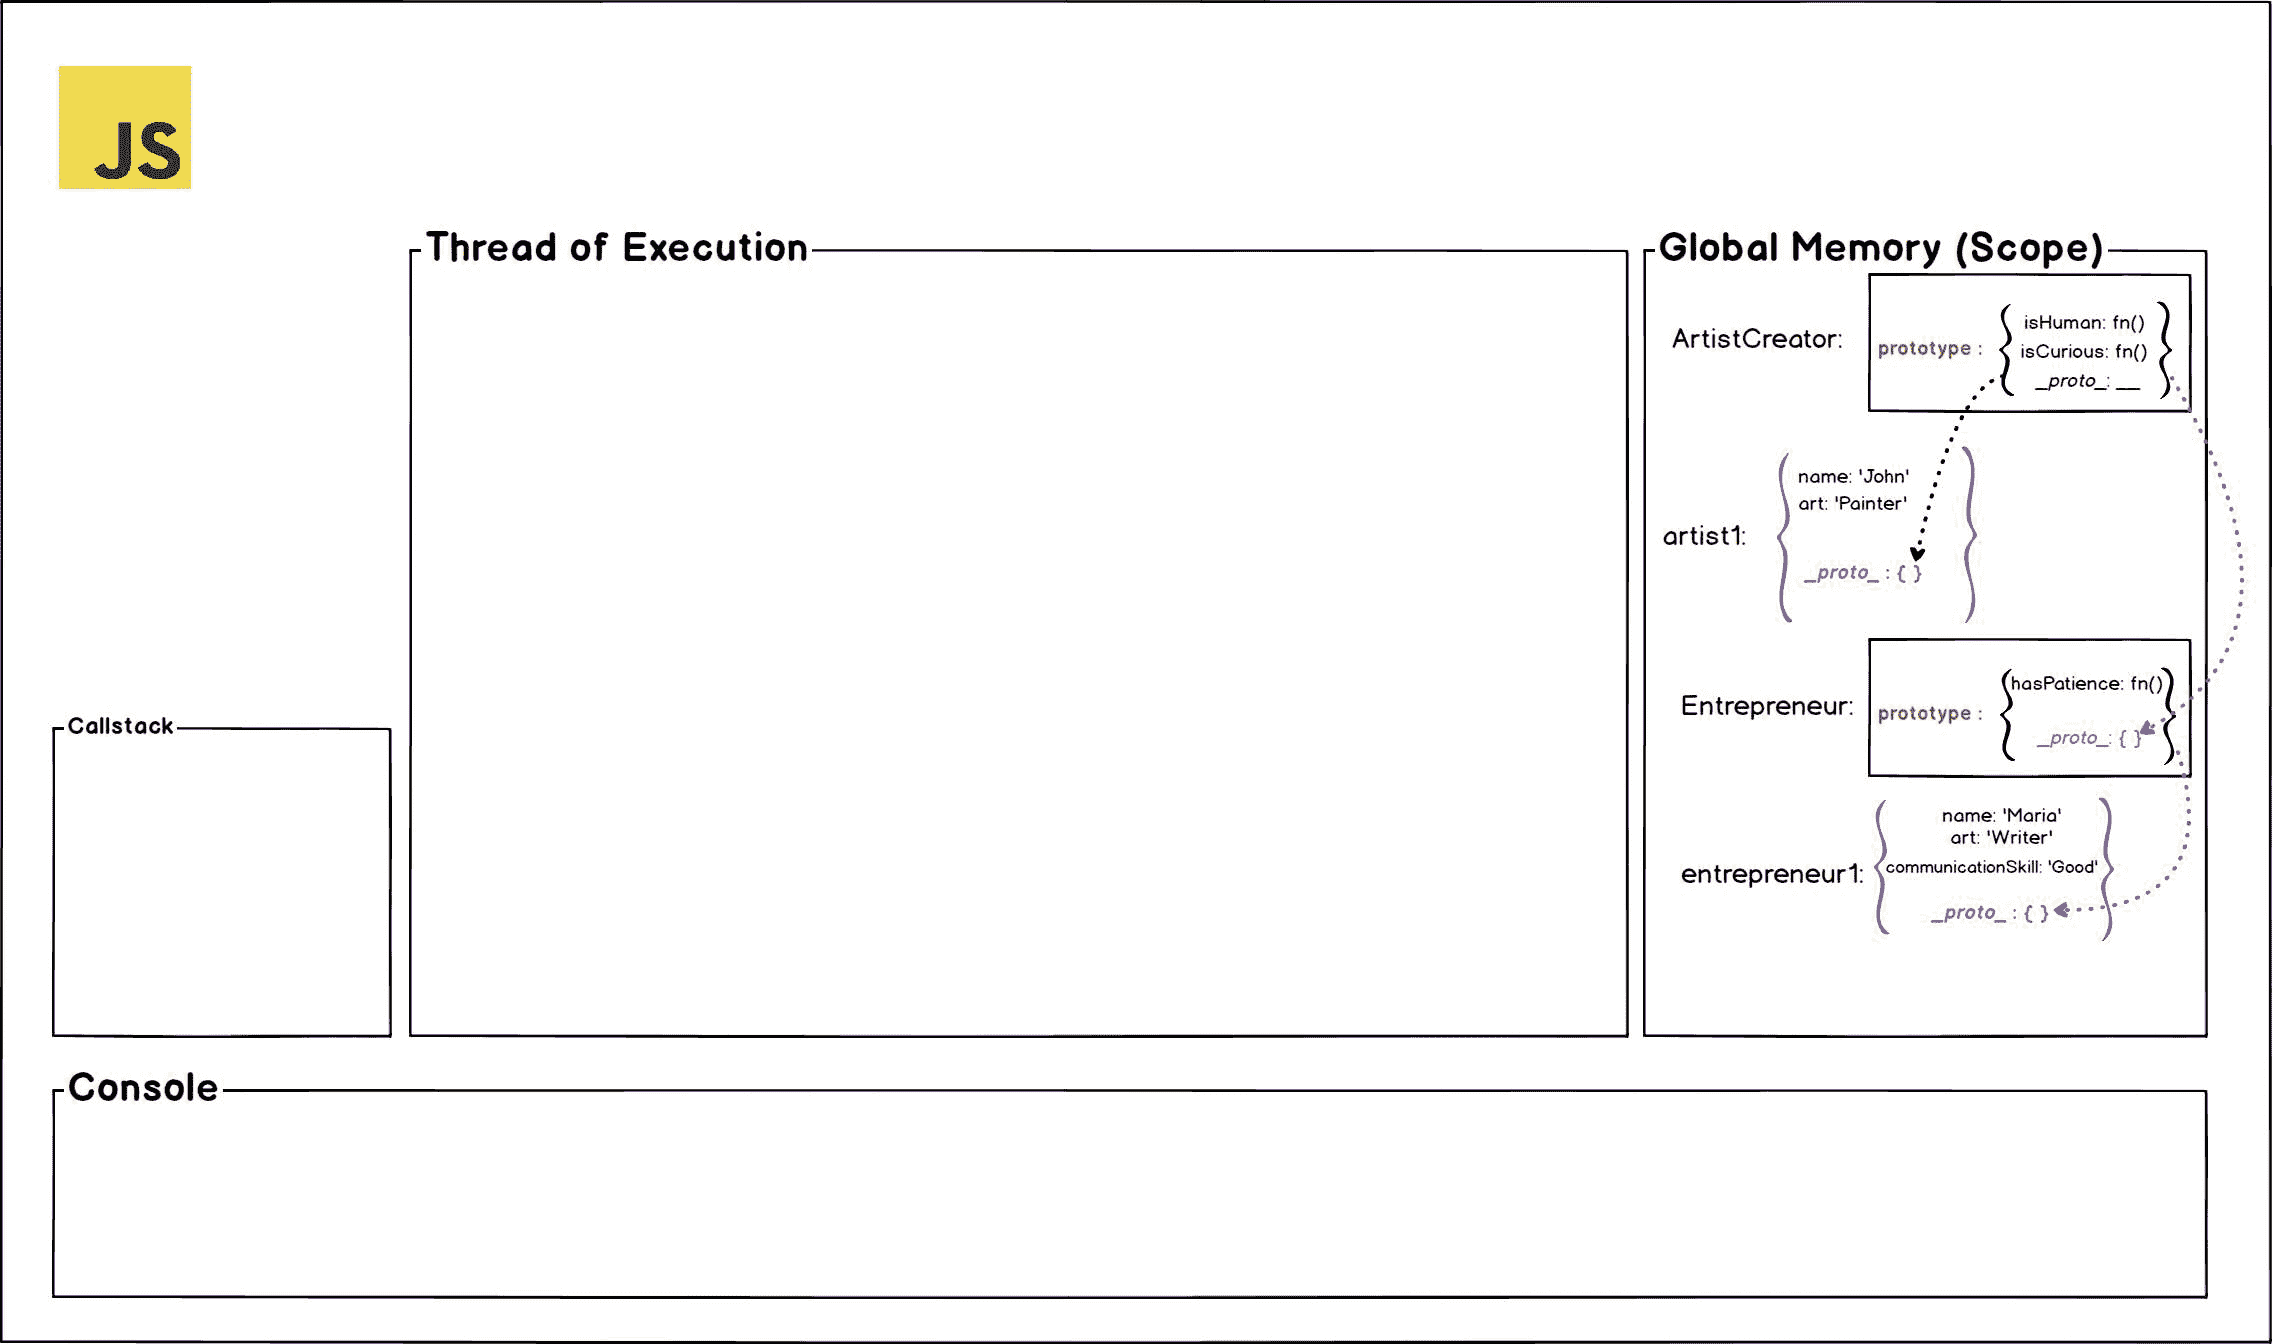 JS
Thread of Execution
Global Memory (Scope)
ArtistCreator:
prototype :
isHuman: fn()
isCurious: fn()
_proto_: __
artist1:
name: 'John'
art: 'Painter'
_proto_ : { }
Entrepreneur:
prototype :
hasPatience: fn()
_proto_: { }
entrepreneur1:
name: 'Maria'
art: 'Writer'
communicationSkill: 'Good'
_proto_ : { }
Callstack
Console